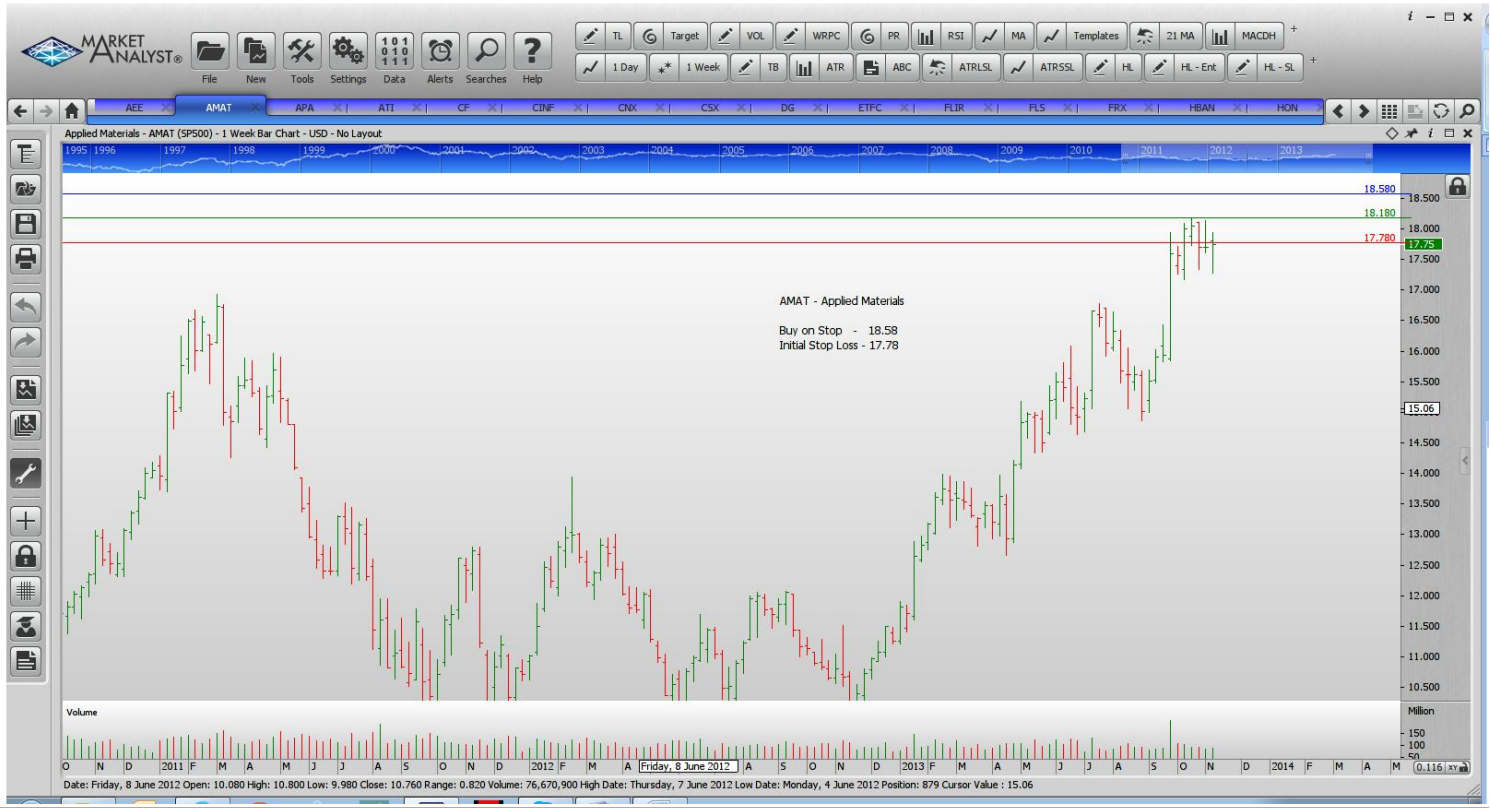 MARKET
ANALYST®
File New Tools Settings Data Alerts Searches Help
101
010
111
TL Target VOL WRPC PR RSI MA Templates 21 MA MACDH +
1 Day 1 Week TB ATR ABC ATRLSL ATRSSL HL HL - Ent HL - SL +
AEE AMAT APA ATI CF CINF CNX CSX DG ETFC FLIR FLS FRX HBAN HON
Applied Materials - AMAT (SP500) - 1 Week Bar Chart - USD - No Layout
1995 1996 1997 1998 1999 2000 2001 2002 2003 2004 2005 2006 2007 2008 2009 2010 2011 2012 2013
18.580
18.500
18.180
18.000
17.780
17.75
17.500
17.000
AMAT - Applied Materials
16.500
Buy on Stop - 18.58
Initial Stop Loss - 17.78
16.000
15.500
15.06
14.500
14.000
13.500
13.000
12.500
12.000
11.500
11.000
10.500
Volume
Million
150
100
50
O N D 2011 F M A M J J A S O N D 2012 F M A Friday, 8 June 2012 A S O N D 2013 F M A M J J A S O N D 2014 F M A M 0.116 XY
Date: Friday, 8 June 2012 Open: 10.080 High: 10.800 Low: 9.980 Close: 10.760 Range: 0.820 Volume: 76,670,900 High Date: Thursday, 7 June 2012 Low Date: Monday, 4 June 2012 Position: 879 Cursor Value : 15.06